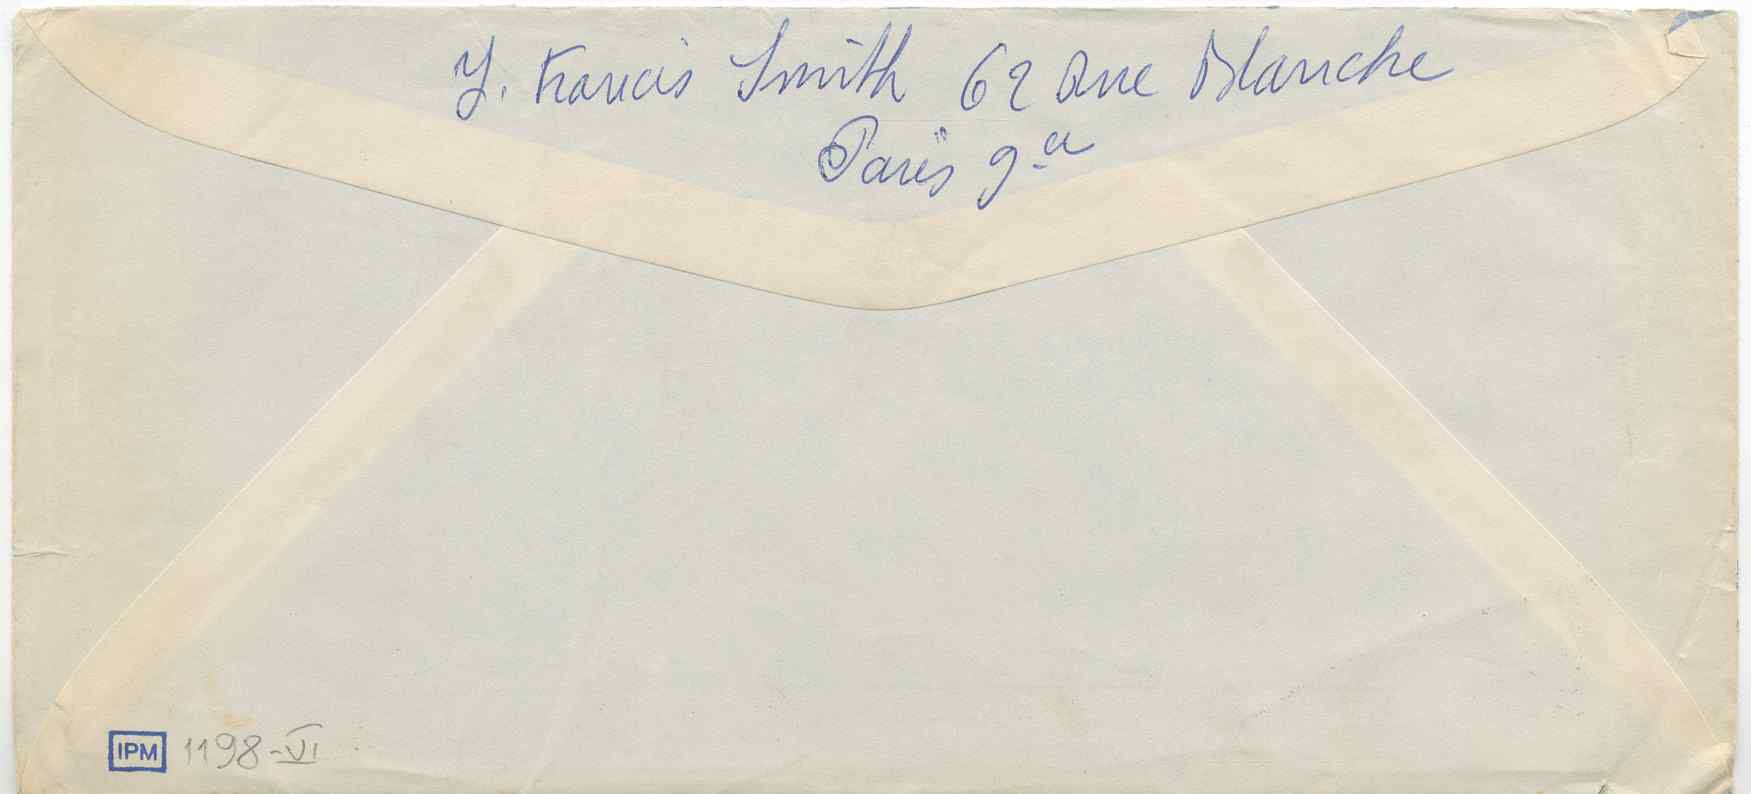 Y. Francis Smith 62 Rue Blanche
Paris 9e
IPM 1198-VI